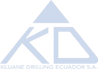 KD
KLUANE DRILLING ECUADOR S.A.